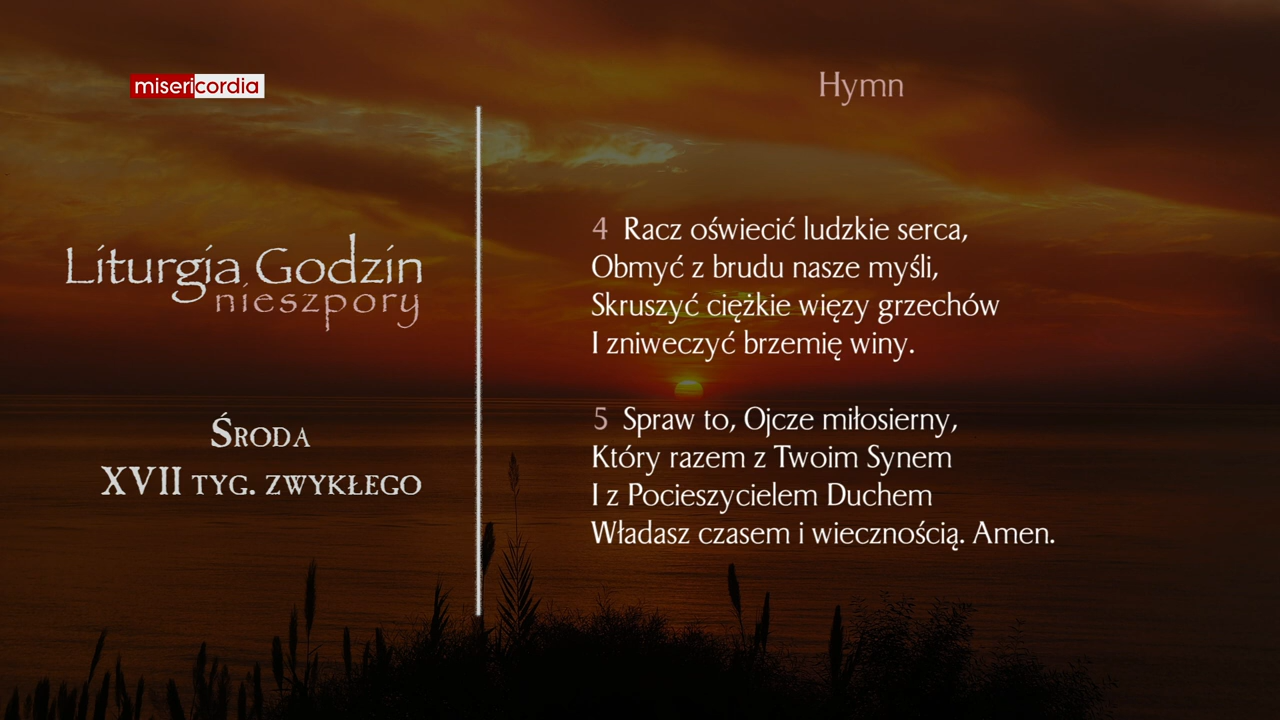 misericordia
Liturgia Godzin
nieszpory
Środa
XVII tyg. zwykłego
Hymn
4 Racz oświecić ludzkie serca,
Obmyć z brudu nasze myśli,
Skruszyć ciężkie więzy grzechów
I zniweczyć brzemię winy.
5 Spraw to, Ojcze miłosierny,
Który razem z Twoim Synem
I z Pocieszycielem Duchem
Władasz czasem i wiecznością. Amen.